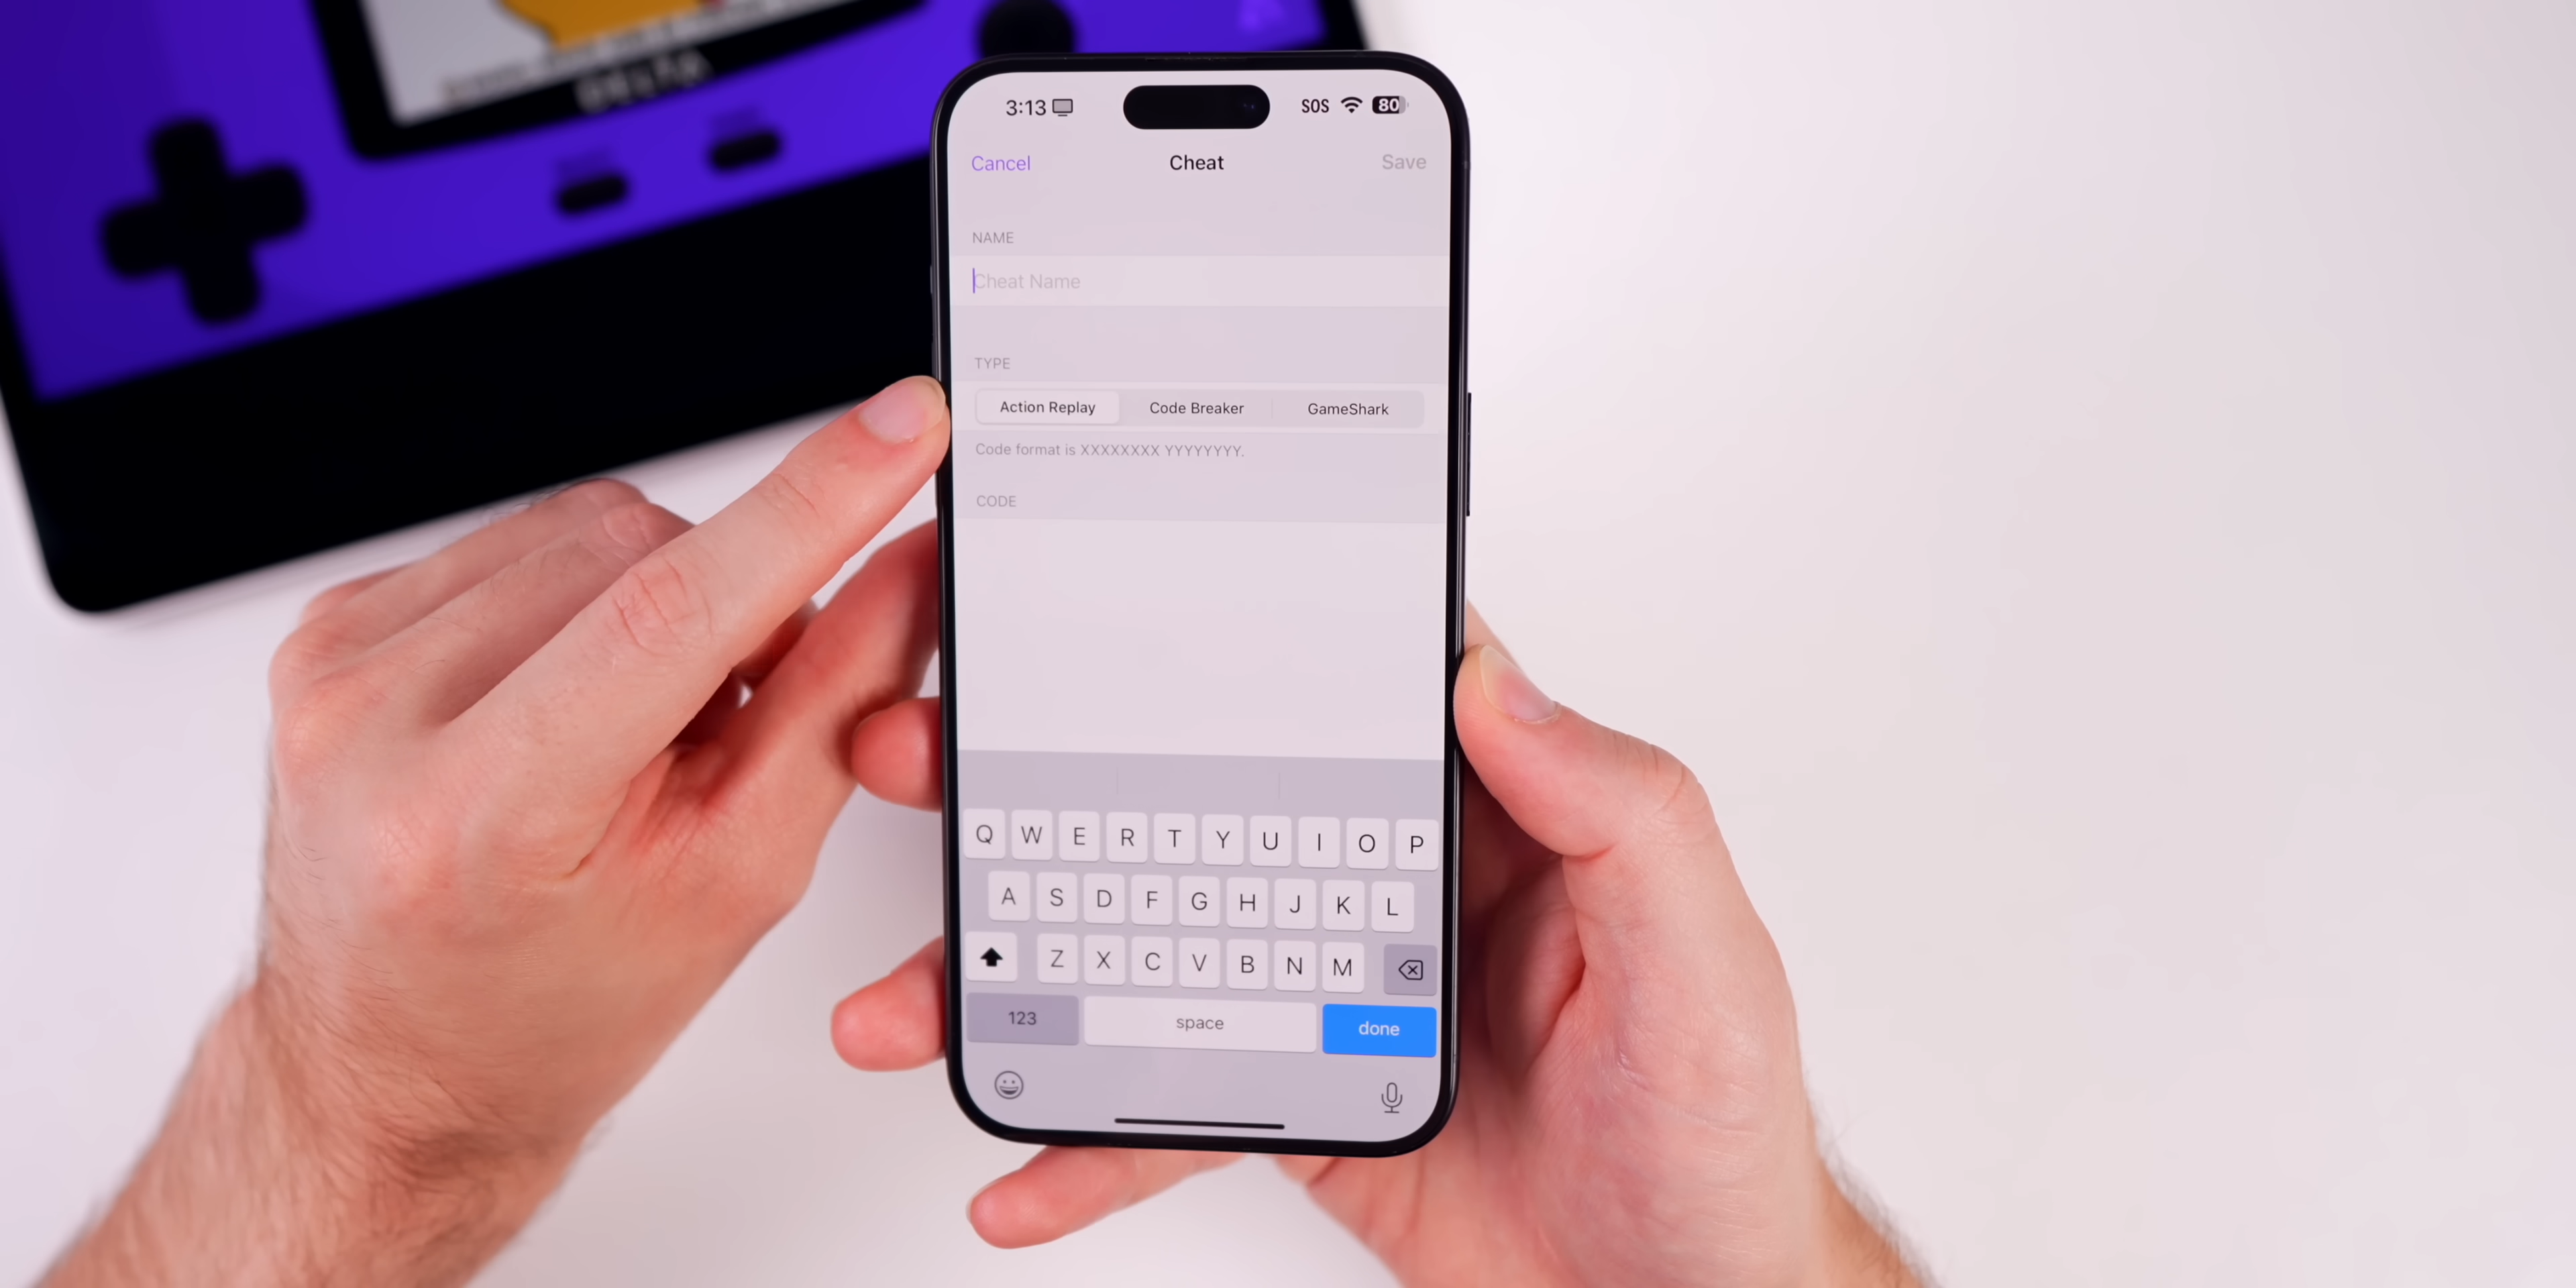 DELTA
3:13
SOS
80
Cancel
Cheat
Save
NAME
Cheat Name
TYPE
Action Replay
Code Breaker
GameShark
Code format is XXXXXXXX YYYYYYYY.
CODE
Q W E R T Y U I O P
A S D F G H J K L
Z X C V B N M
123
space
done